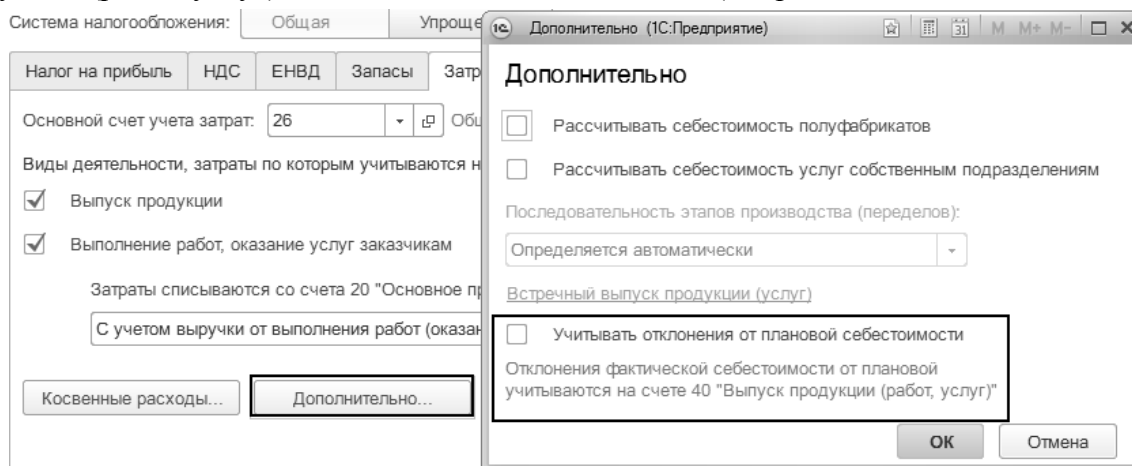 Система налогообложения: Общая Упроще
Налог на прибыль НДС ЕНВД Запасы Затр
Основной счет учета затрат: 26 Общ
Виды деятельности, затраты по которым учитываются н
Выпуск продукции
Выполнение работ, оказание услуг заказчикам
Затраты списываются со счета 20 "Основное п
С учетом выручки от выполнения работ (оказан
Косвенные расходы... Дополнительно...
1С Дополнительно (1С:Предприятие) 31 M M+ M-
Дополнительно
Рассчитывать себестоимость полуфабрикатов
Рассчитывать себестоимость услуг собственным подразделениям
Последовательность этапов производства (переделов):
Определяется автоматически
Встречный выпуск продукции (услуг)
Учитывать отклонения от плановой себестоимости
Отклонения фактической себестоимости от плановой
учитываются на счете 40 "Выпуск продукции (работ, услуг)"
ОК Отмена